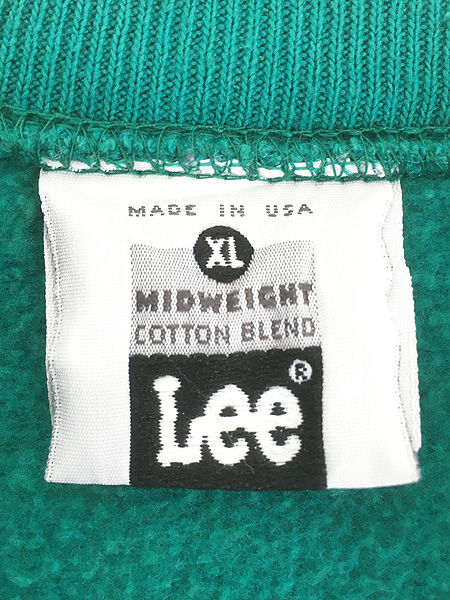 MADE IN USA
XL
MIDWEIGHT
COTTON BLEND
Lee®